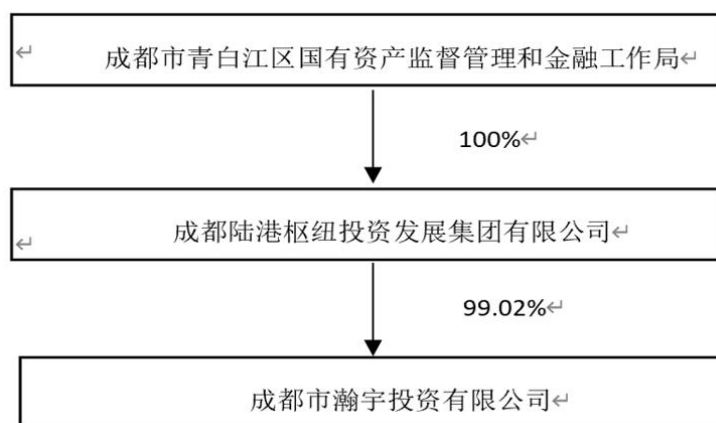 成都市青白江区国有资产监督管理和金融工作局
100%
成都陆港枢纽投资发展集团有限公司
99.02%
成都市瀚宇投资有限公司